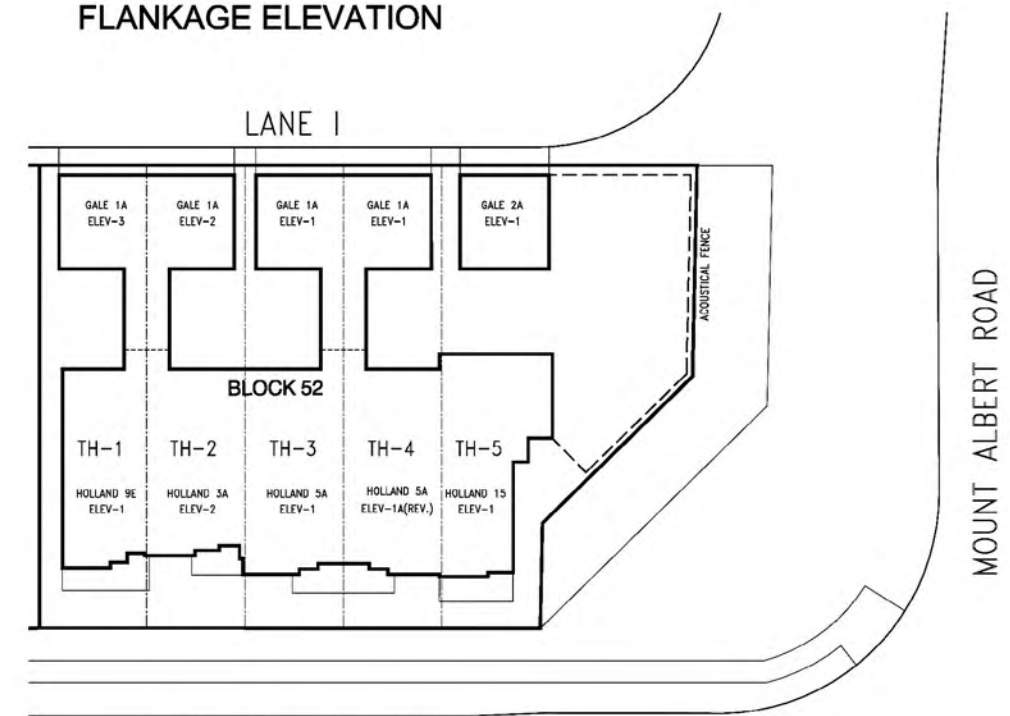 FLANKAGE ELEVATION
LANE 1
GALE 1A
ELEV-3
GALE 1A
ELEV-2
GALE 1A
ELEV-1
GALE 1A
ELEV-1
GALE 2A
ELEV-1
ACOUSTICAL FENCE
MOUNT ALBERT ROAD
BLOCK 52
TH-1
TH-2
TH-3
TH-4
TH-5
HOLLAND 9E
ELEV-1
HOLLAND 3A
ELEV-2
HOLLAND 5A
ELEV-1
HOLLAND 5A
ELEV-1A(REV.)
HOLLAND 15
ELEV-1